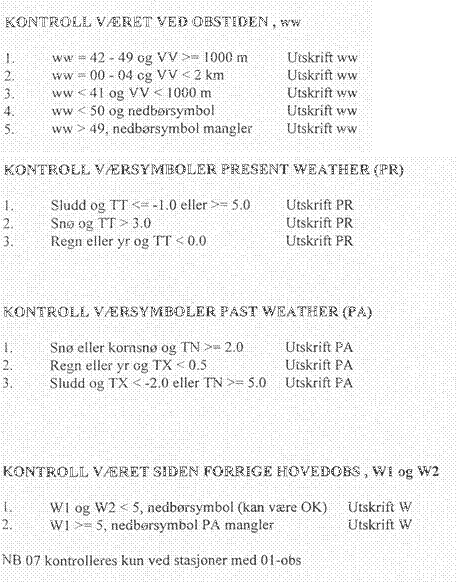 KONTROLL VÆRET VED OBSTIDEN , ww
1. ww = 42 - 49 og VV >= 1000 m Utskrift ww
2. ww = 00 - 04 og VV < 2 km Utskrift ww
3. ww < 41 og VV < 1000 m Utskrift ww
4. ww < 50 og nedbørsymbol Utskrift ww
5. ww > 49, nedbørsymbol mangler Utskrift ww
KONTROLL VÆRSYMBOLER PRESENT WEATHER (PR)
1. Sludd og TT <= -1.0 eller >= 5.0 Utskrift PR
2. Snø og TT > 3.0 Utskrift PR
3. Regn eller yr og TT < 0.0 Utskrift PR
KONTROLL VÆRSYMBOLER PAST WEATHER (PA)
1. Snø eller kornsnø og TN >= 2.0 Utskrift PA
2. Regn eller yr og TX < 0.5 Utskrift PA
3. Sludd og TX < -2.0 eller TN >= 5.0 Utskrift PA
KONTROLL VÆRET SIDEN FORRIGE HOVEDOBS , W1 og W2
1. W1 og W2 < 5, nedbørsymbol (kan være OK) Utskrift W
2. W1 >= 5, nedbørsymbol PA mangler Utskrift W
NB 07 kontrolleres kun ved stasjoner med 01-obs